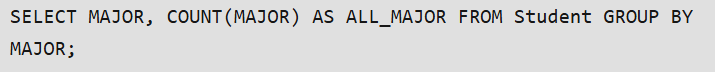 SELECT MAJOR, COUNT(MAJOR) AS ALL_MAJOR FROM Student GROUP BY
MAJOR;